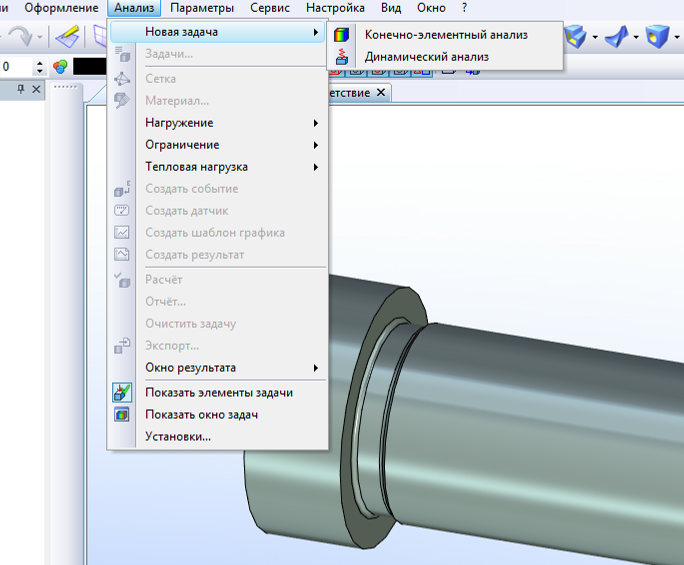 ии Оформление Анализ Параметры Сервис Настройка Вид Окно ?
Новая задача
Конечно-элементный анализ
Динамический анализ
0
Задачи...
Сетка
Материал...
етствие
Нагружение
Ограничение
Тепловая нагрузка
Создать событие
Создать датчик
Создать шаблон графика
Создать результат
Расчёт
Отчёт...
Очистить задачу
Экспорт...
Окно результата
Показать элементы задачи
Показать окно задач
Установки...